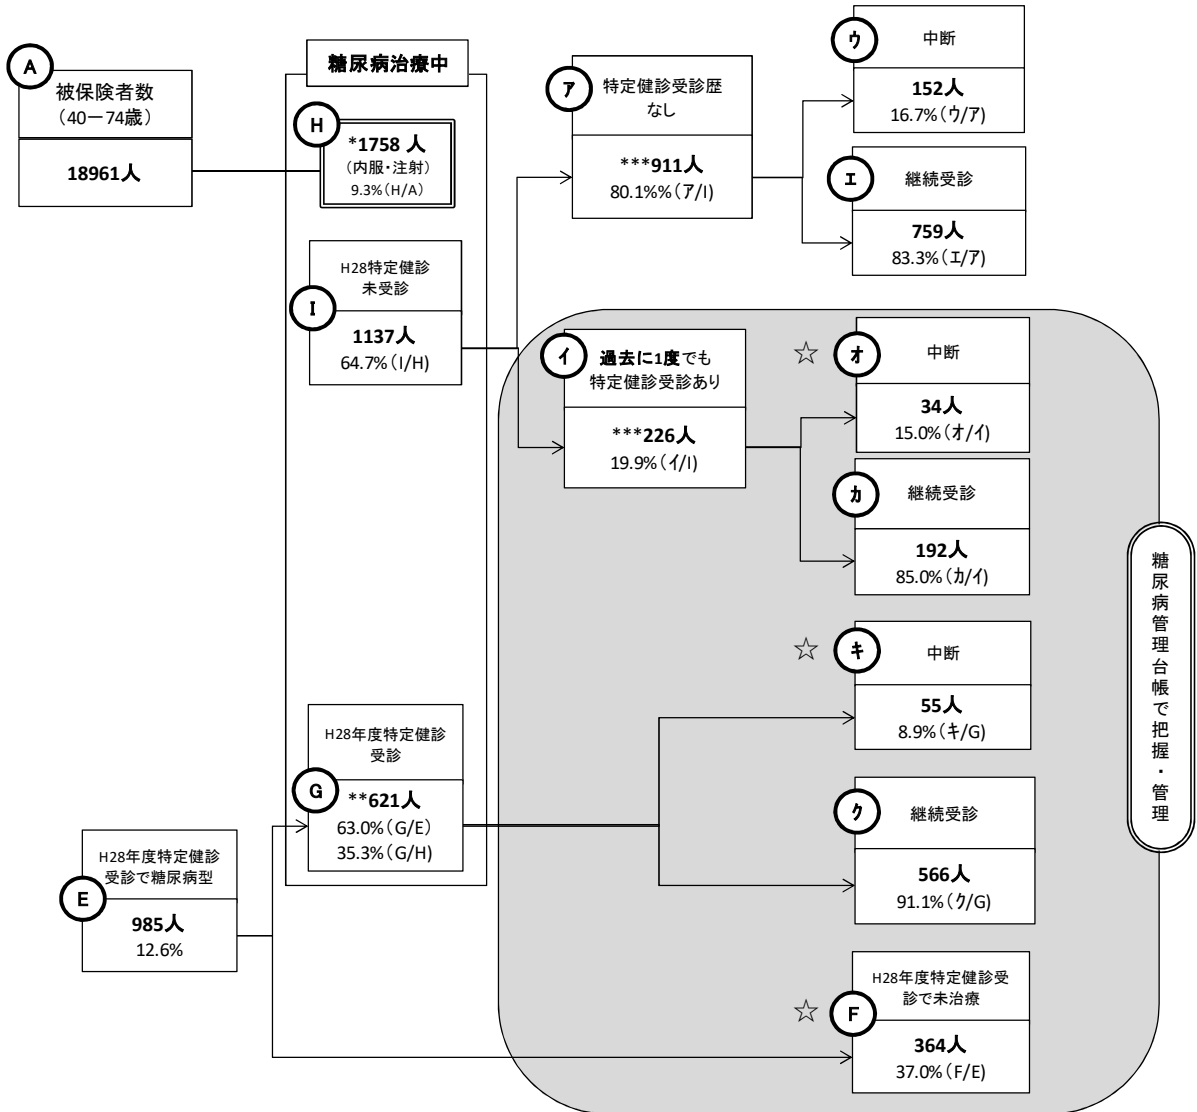 A
被保険者数
(40－74歳)
18961人
糖尿病治療中
H
*1758 人
(内服・注射)
9.3%(H/A)
I
H28特定健診
未受診
1137人
64.7%(I/H)
ア
特定健診受診歴
なし
***911人
80.1%%(ア/I)
ウ
中断
152人
16.7%(ウ/ア)
エ
継続受診
759人
83.3%(エ/ア)
イ
過去に1度でも
特定健診受診あり
***226人
19.9%(イ/I)
☆
オ
中断
34人
15.0%(オ/イ)
カ
継続受診
192人
85.0%(カ/イ)
☆
キ
中断
55人
8.9%(キ/G)
G
H28年度特定健診
受診
**621人
63.0%(G/E)
35.3%(G/H)
ク
継続受診
566人
91.1%(ク/G)
E
H28年度特定健診
受診で糖尿病型
985人
12.6%
☆
F
H28年度特定健診受
診で未治療
364人
37.0%(F/E)
糖尿病管理台帳で把握・管理